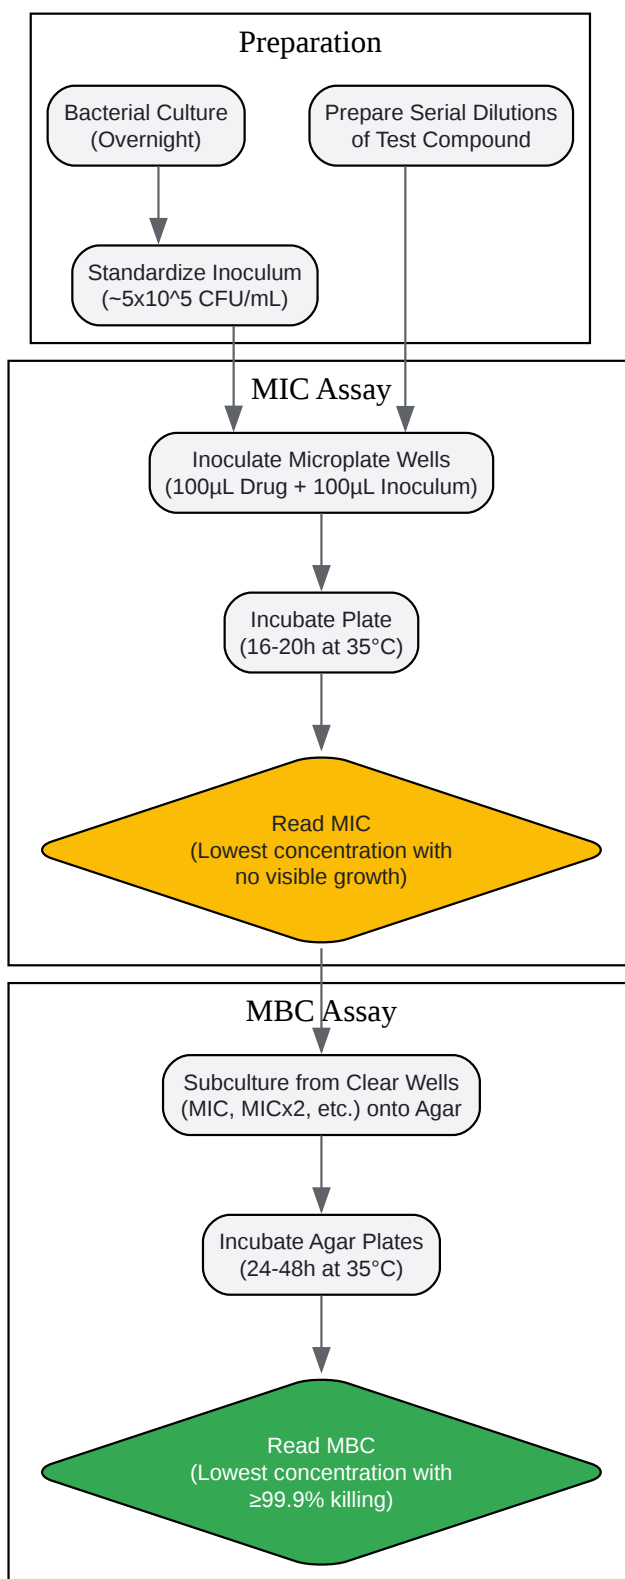 Preparation
Bacterial Culture
(Overnight)
Prepare Serial Dilutions
of Test Compound
Standardize Inoculum
(~5x10^5 CFU/mL)
MIC Assay
Inoculate Microplate Wells
(100µL Drug + 100µL Inoculum)
Incubate Plate
(16-20h at 35°C)
Read MIC
(Lowest concentration with
no visible growth)
MBC Assay
Subculture from Clear Wells
(MIC, MICx2, etc.) onto Agar
Incubate Agar Plates
(24-48h at 35°C)
Read MBC
(Lowest concentration with
≥99.9% killing)